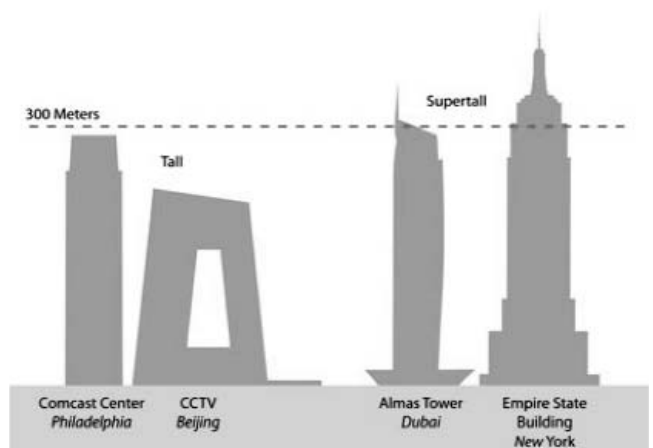 Supertall
300 Meters
Tall
Comcast Center
Philadelphia
CCTV
Beijing
Almas Tower
Dubai
Empire State
Building
New York